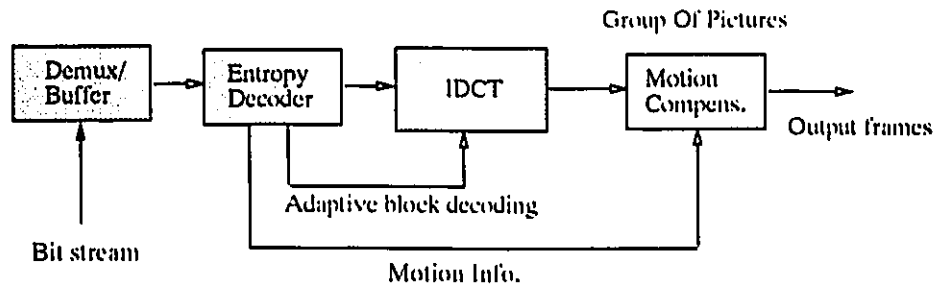 Group Of Pictures
Demux/
Buffer
Entropy
Decoder
IDCT
Motion
Compens.
Output frames
Adaptive block decoding
Bit stream
Motion Info.